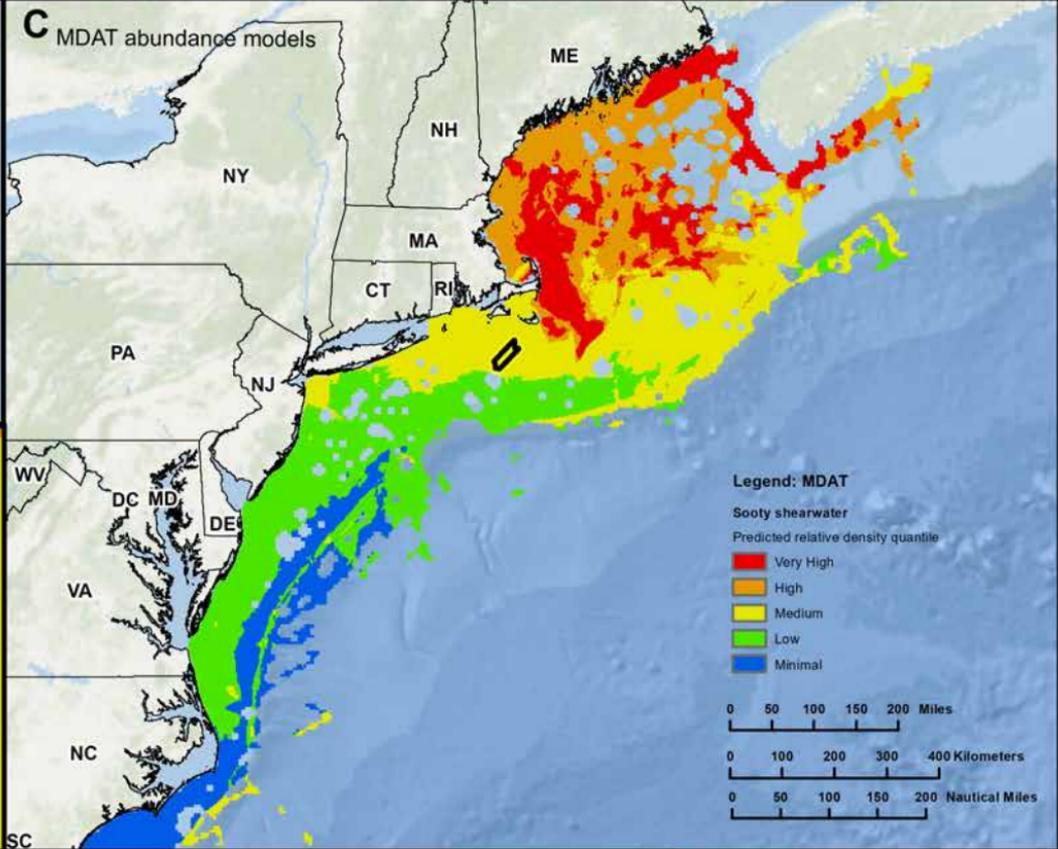 C MDAT abundance models
ME
NH
NY
MA
CT
RI
PA
NJ
WV
DC
MD
DE
VA
NC
SC
Legend: MDAT
Sooty shearwater
Predicted relative density quantile
Very High
High
Medium
Low
Minimal
0 50 100 150 200 Miles
0 100 200 300 400 Kilometers
0 50 100 150 200 Nautical Miles